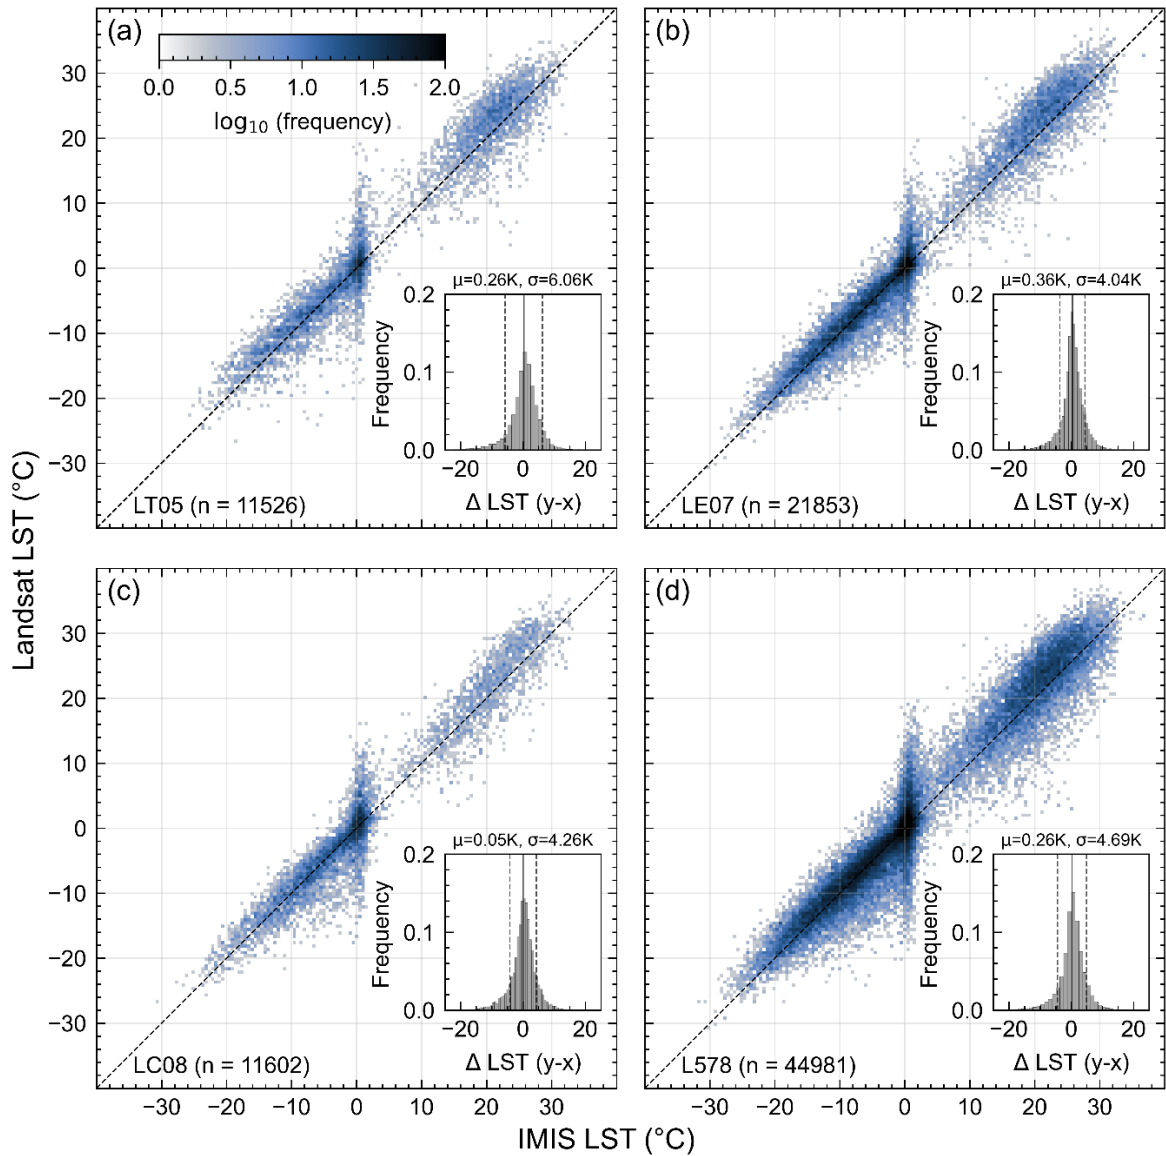 (a)
0.0 0.5 1.0 1.5 2.0
log₁₀ (frequency)
30
20
10
0
−10
−20
−30
μ=0.26K, σ=6.06K
0.2
0.1
0.0
Frequency
−20 0 20
Δ LST (y-x)
LT05 (n = 11526)
(b)
μ=0.36K, σ=4.04K
0.2
0.1
0.0
Frequency
−20 0 20
Δ LST (y-x)
LE07 (n = 21853)
Landsat LST (°C)
(c)
30
20
10
0
−10
−20
−30
μ=0.05K, σ=4.26K
0.2
0.1
0.0
Frequency
−20 0 20
Δ LST (y-x)
LC08 (n = 11602)
−30 −20 −10 0 10 20 30
(d)
μ=0.26K, σ=4.69K
0.2
0.1
0.0
Frequency
−20 0 20
Δ LST (y-x)
L578 (n = 44981)
−30 −20 −10 0 10 20 30
IMIS LST (°C)